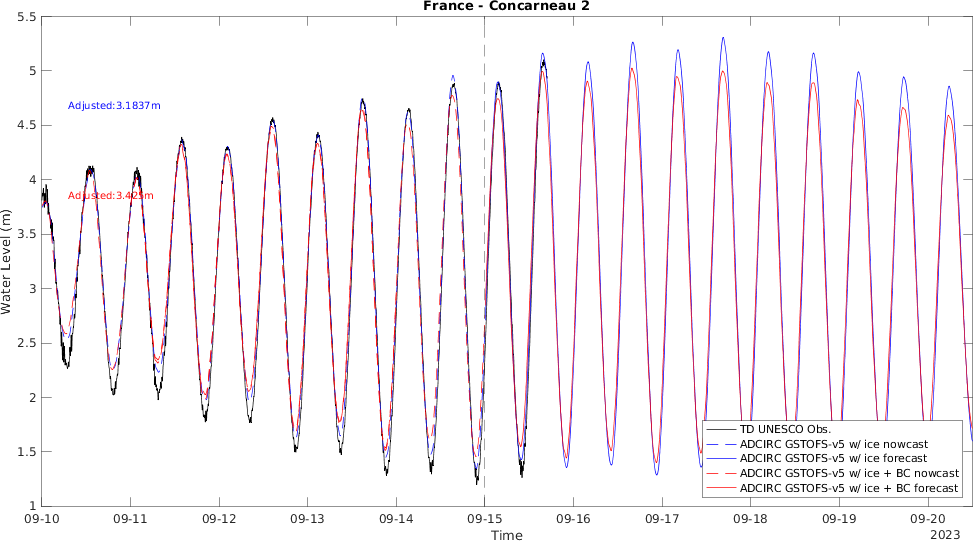 France - Concarneau 2
5.5
5
4.5
4
3.5
3
2.5
2
1.5
1
Water Level (m)
Adjusted:3.1837m
Adjusted:3.425m
TD UNESCO Obs.
ADCIRC GSTOFS-v5 w/ ice nowcast
ADCIRC GSTOFS-v5 w/ ice forecast
ADCIRC GSTOFS-v5 w/ ice + BC nowcast
ADCIRC GSTOFS-v5 w/ ice + BC forecast
09-10 09-11 09-12 09-13 09-14 09-15 09-16 09-17 09-18 09-19 09-20
Time
2023